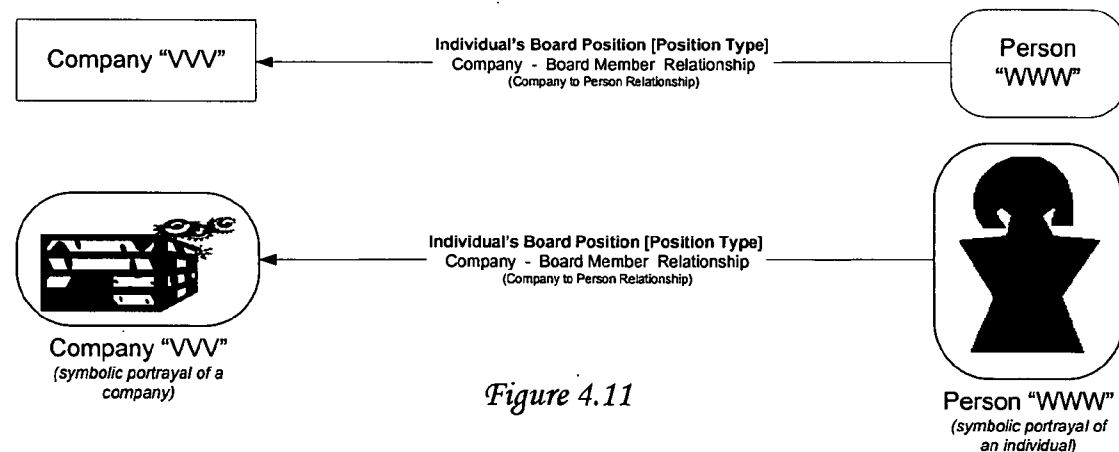 Company "VVV"
Individual's Board Position [Position Type]
Company - Board Member Relationship
(Company to Person Relationship)
Person
"WWW"
Individual's Board Position [Position Type]
Company - Board Member Relationship
(Company to Person Relationship)
Company "VVV"
(symbolic portrayal of a
company)
Figure 4.11
Person "WWW"
(symbolic portrayal of
an individual)